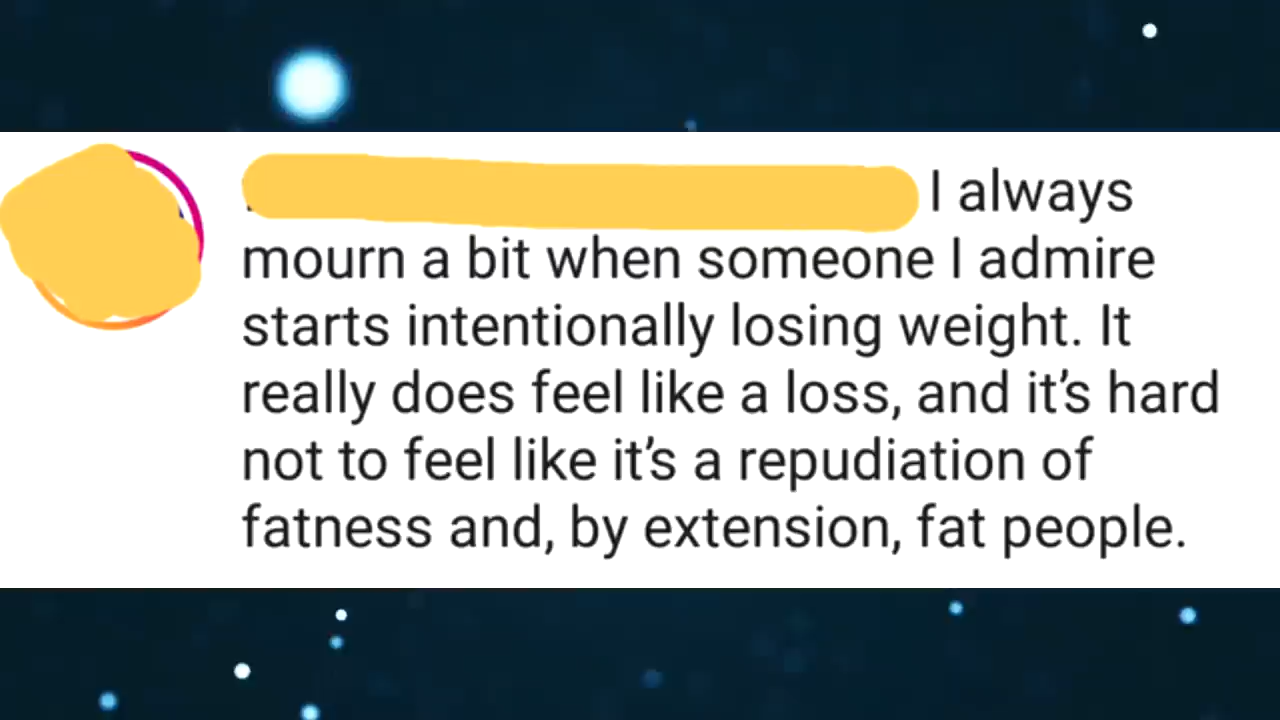 I always
mourn a bit when someone I admire
starts intentionally losing weight. It
really does feel like a loss, and it’s hard
not to feel like it’s a repudiation of
fatness and, by extension, fat people.